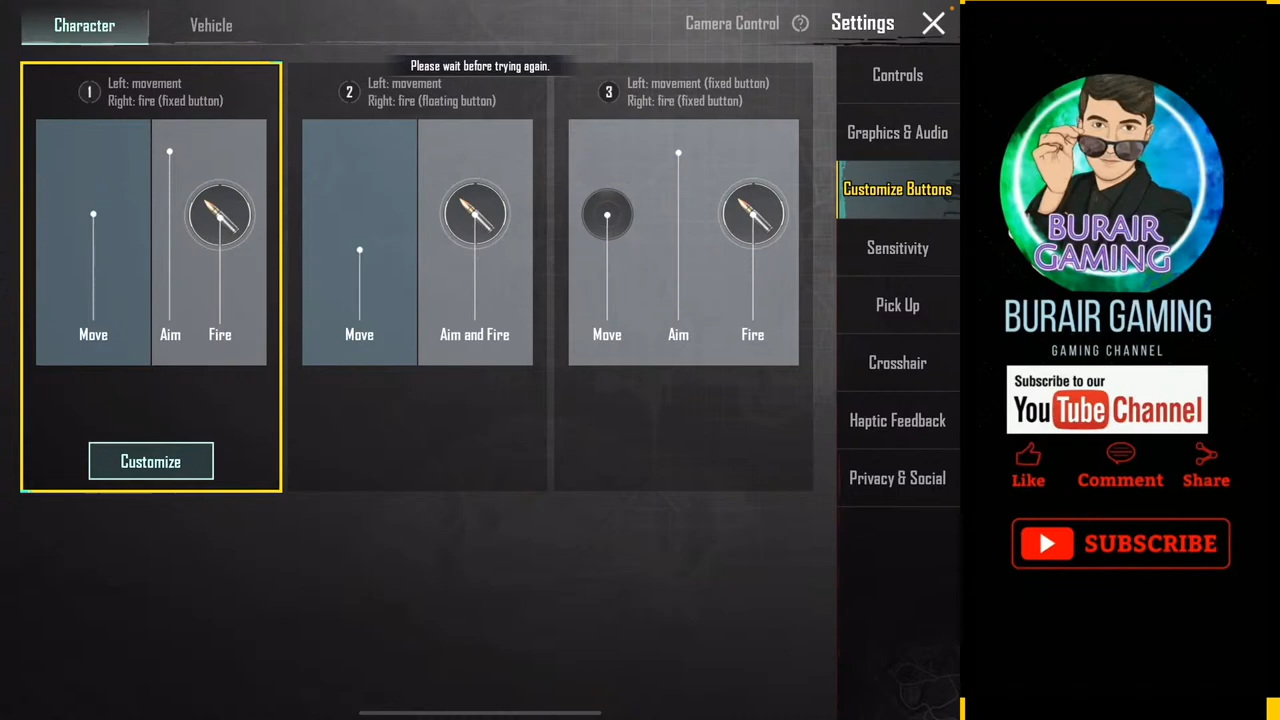 Character
Vehicle
Camera Control ?
Settings
Please wait before trying again.
1
Left: movement
Right: fire (fixed button)
Move
Aim
Fire
Customize
2
Left: movement
Right: fire (floating button)
Move
Aim and Fire
3
Left: movement (fixed button)
Right: fire (fixed button)
Move
Aim
Fire
Controls
Graphics & Audio
Customize Buttons
Sensitivity
Pick Up
Crosshair
Haptic Feedback
Privacy & Social
BURAIR
GAMING
BURAIR GAMING
GAMING CHANNEL
Subscribe to our
YouTube Channel
Like
Comment
Share
SUBSCRIBE